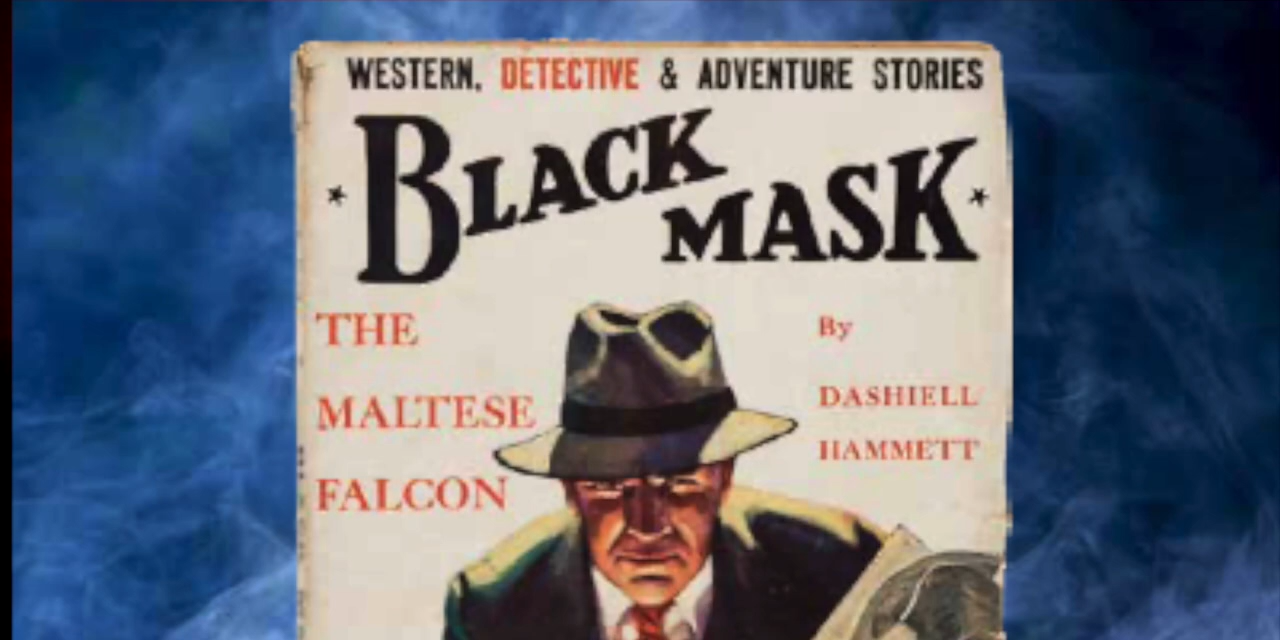 WESTERN, DETECTIVE & ADVENTURE STORIES
BLACK
MASK
THE
MALTESE
FALCON
By
DASHIELL
HAMMETT